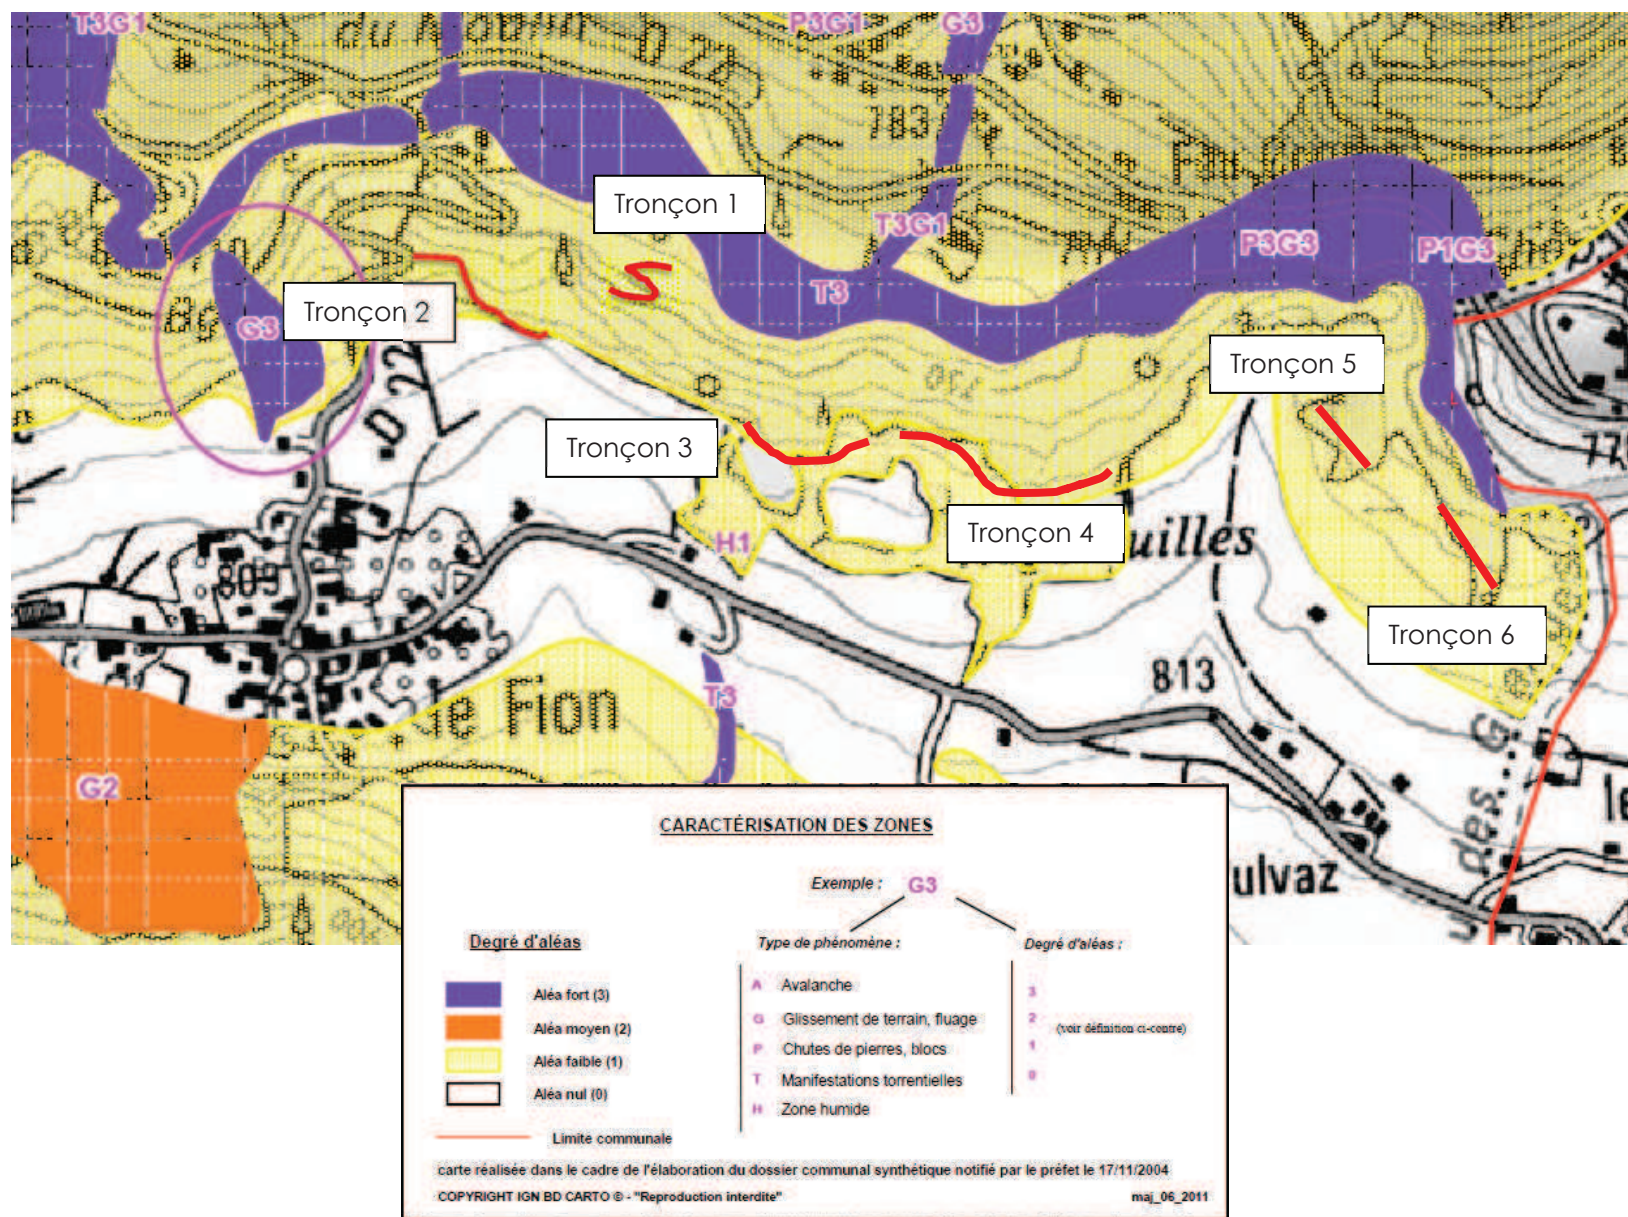 T3G1
P3G1
G3
D 22
783
Tronçon 1
T3G1
P3G3
P1G3
T3
Tronçon 2
G3
D 22
Tronçon 5
Tronçon 3
Tronçon 4
uilles
H1
809
Tronçon 6
813
T3
le Fion
G2
des G
le
ulvaz
CARACTÉRISATION DES ZONES
Exemple : G3
Degré d'aléas
Type de phénomène :
Degré d'aléas :
Aléa fort (3)
Aléa moyen (2)
Aléa faible (1)
Aléa nul (0)
Limite communale
A Avalanche
G Glissement de terrain, fluage
P Chutes de pierres, blocs
T Manifestations torrentielles
H Zone humide
3
2
1
0
(voir définition ci-contre)
carte réalisée dans le cadre de l'élaboration du dossier communal synthétique notifié par le préfet le 17/11/2004
COPYRIGHT IGN BD CARTO © - "Reproduction interdite"
maj_06_2011